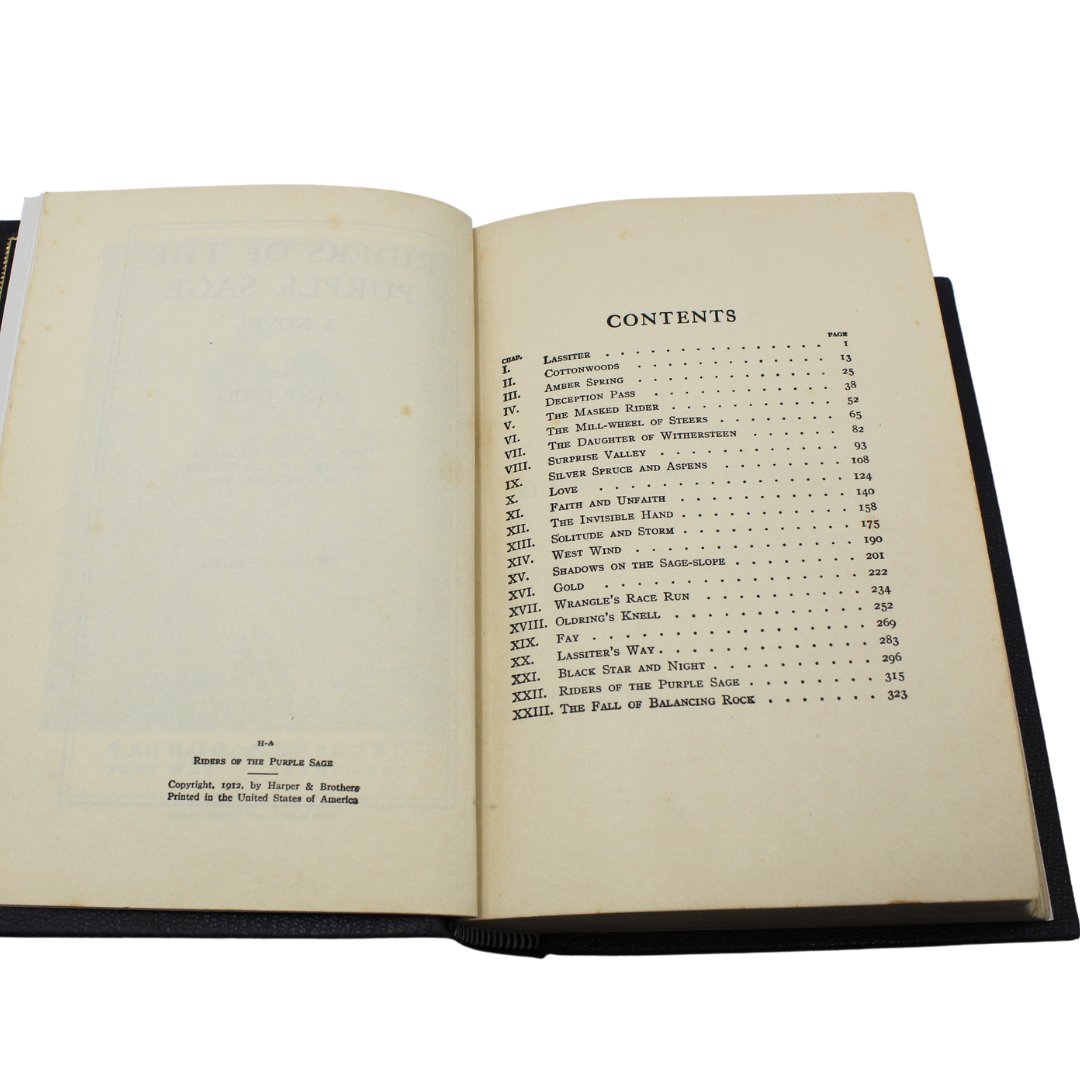 H-A
RIDERS OF THE PURPLE SAGE
Copyright, 1912, by Harper & Brothers
Printed in the United States of America
CONTENTS
CHAP. PAGE
I. LASSITER 1
II. COTTONWOODS 13
III. AMBER SPRING 25
IV. DECEPTION PASS 38
V. THE MASKED RIDER 52
VI. THE MILL-WHEEL OF STEERS 65
VII. THE DAUGHTER OF WITHERSTEEN 82
VIII. SURPRISE VALLEY 93
IX. SILVER SPRUCE AND ASPENS 108
X. LOVE 124
XI. FAITH AND UNFAITH 140
XII. THE INVISIBLE HAND 158
XIII. SOLITUDE AND STORM 175
XIV. WEST WIND 190
XV. SHADOWS ON THE SAGE-SLOPE 201
XVI. GOLD 222
XVII. WRANGLE'S RACE RUN 234
XVIII. OLDRING'S KNELL 252
XIX. FAY 269
XX. LASSITER'S WAY 283
XXI. BLACK STAR AND NIGHT 296
XXII. RIDERS OF THE PURPLE SAGE 315
XXIII. THE FALL OF BALANCING ROCK 323